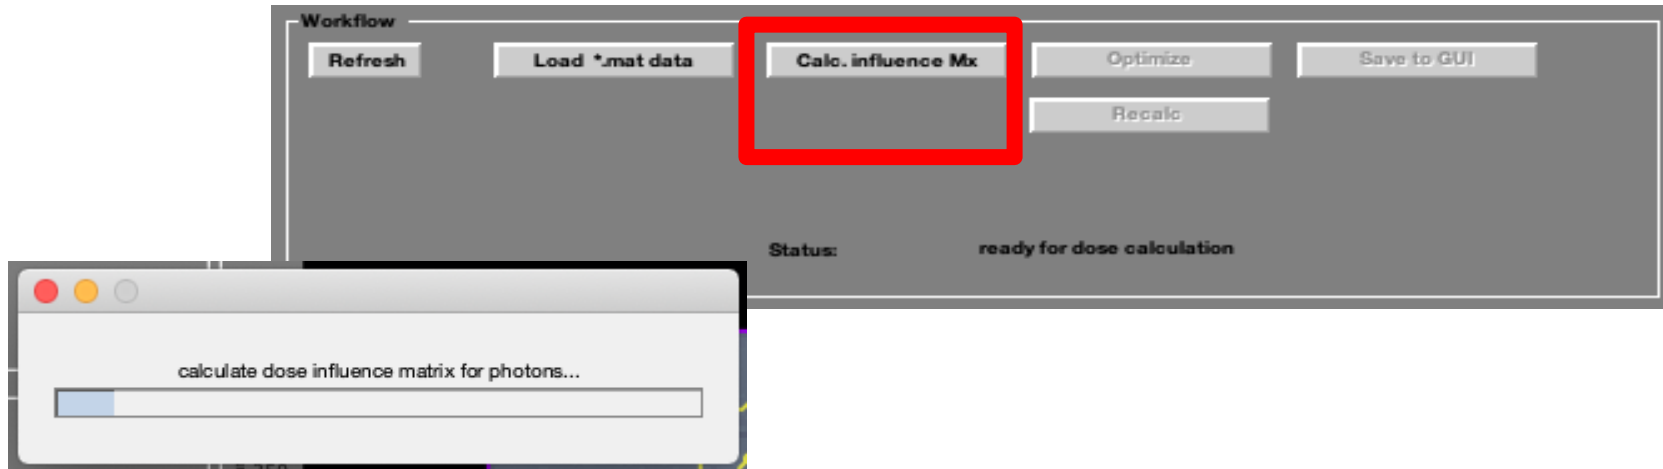 Workflow
Refresh
Load *.mat data
Calc. influence Mx
Optimize
Save to GUI
Recalc
Status: ready for dose calculation
calculate dose influence matrix for photons...